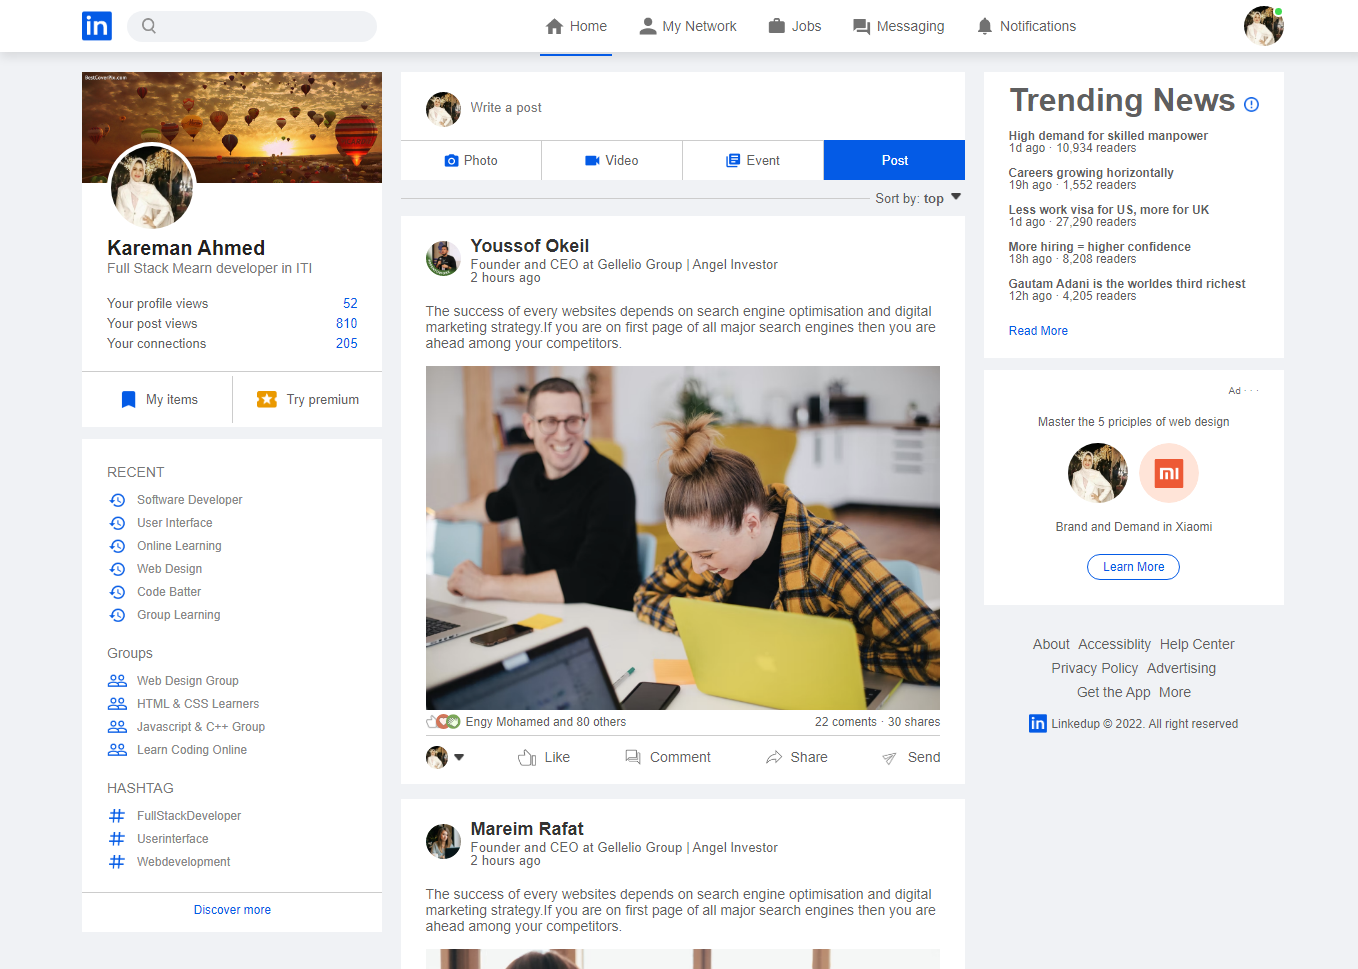 in
Home
My Network
Jobs
Messaging
Notifications
BestCoverPix.com
Kareman Ahmed
Full Stack Mearn developer in ITI
Your profile views 52
Your post views 810
Your connections 205
My items
Try premium
RECENT
Software Developer
User Interface
Online Learning
Web Design
Code Batter
Group Learning
Groups
Web Design Group
HTML & CSS Learners
Javascript & C++ Group
Learn Coding Online
HASHTAG
FullStackDeveloper
Userinterface
Webdevelopment
Discover more
Write a post
Photo
Video
Event
Post
Sort by: top
Youssof Okeil
Founder and CEO at Gellelio Group | Angel Investor
2 hours ago
The success of every websites depends on search engine optimisation and digital
marketing strategy.If you are on first page of all major search engines then you are
ahead among your competitors.
Engy Mohamed and 80 others
22 coments · 30 shares
Like
Comment
Share
Send
Mareim Rafat
Founder and CEO at Gellelio Group | Angel Investor
2 hours ago
The success of every websites depends on search engine optimisation and digital
marketing strategy.If you are on first page of all major search engines then you are
ahead among your competitors.
Trending News
High demand for skilled manpower
1d ago · 10,934 readers
Careers growing horizontally
19h ago · 1,552 readers
Less work visa for US, more for UK
1d ago · 27,290 readers
More hiring = higher confidence
18h ago · 8,208 readers
Gautam Adani is the worldes third richest
12h ago · 4,205 readers
Read More
Ad · · ·
Master the 5 priciples of web design
mi
Brand and Demand in Xiaomi
Learn More
About Accessiblity Help Center
Privacy Policy Advertising
Get the App More
in Linkedup © 2022. All right reserved